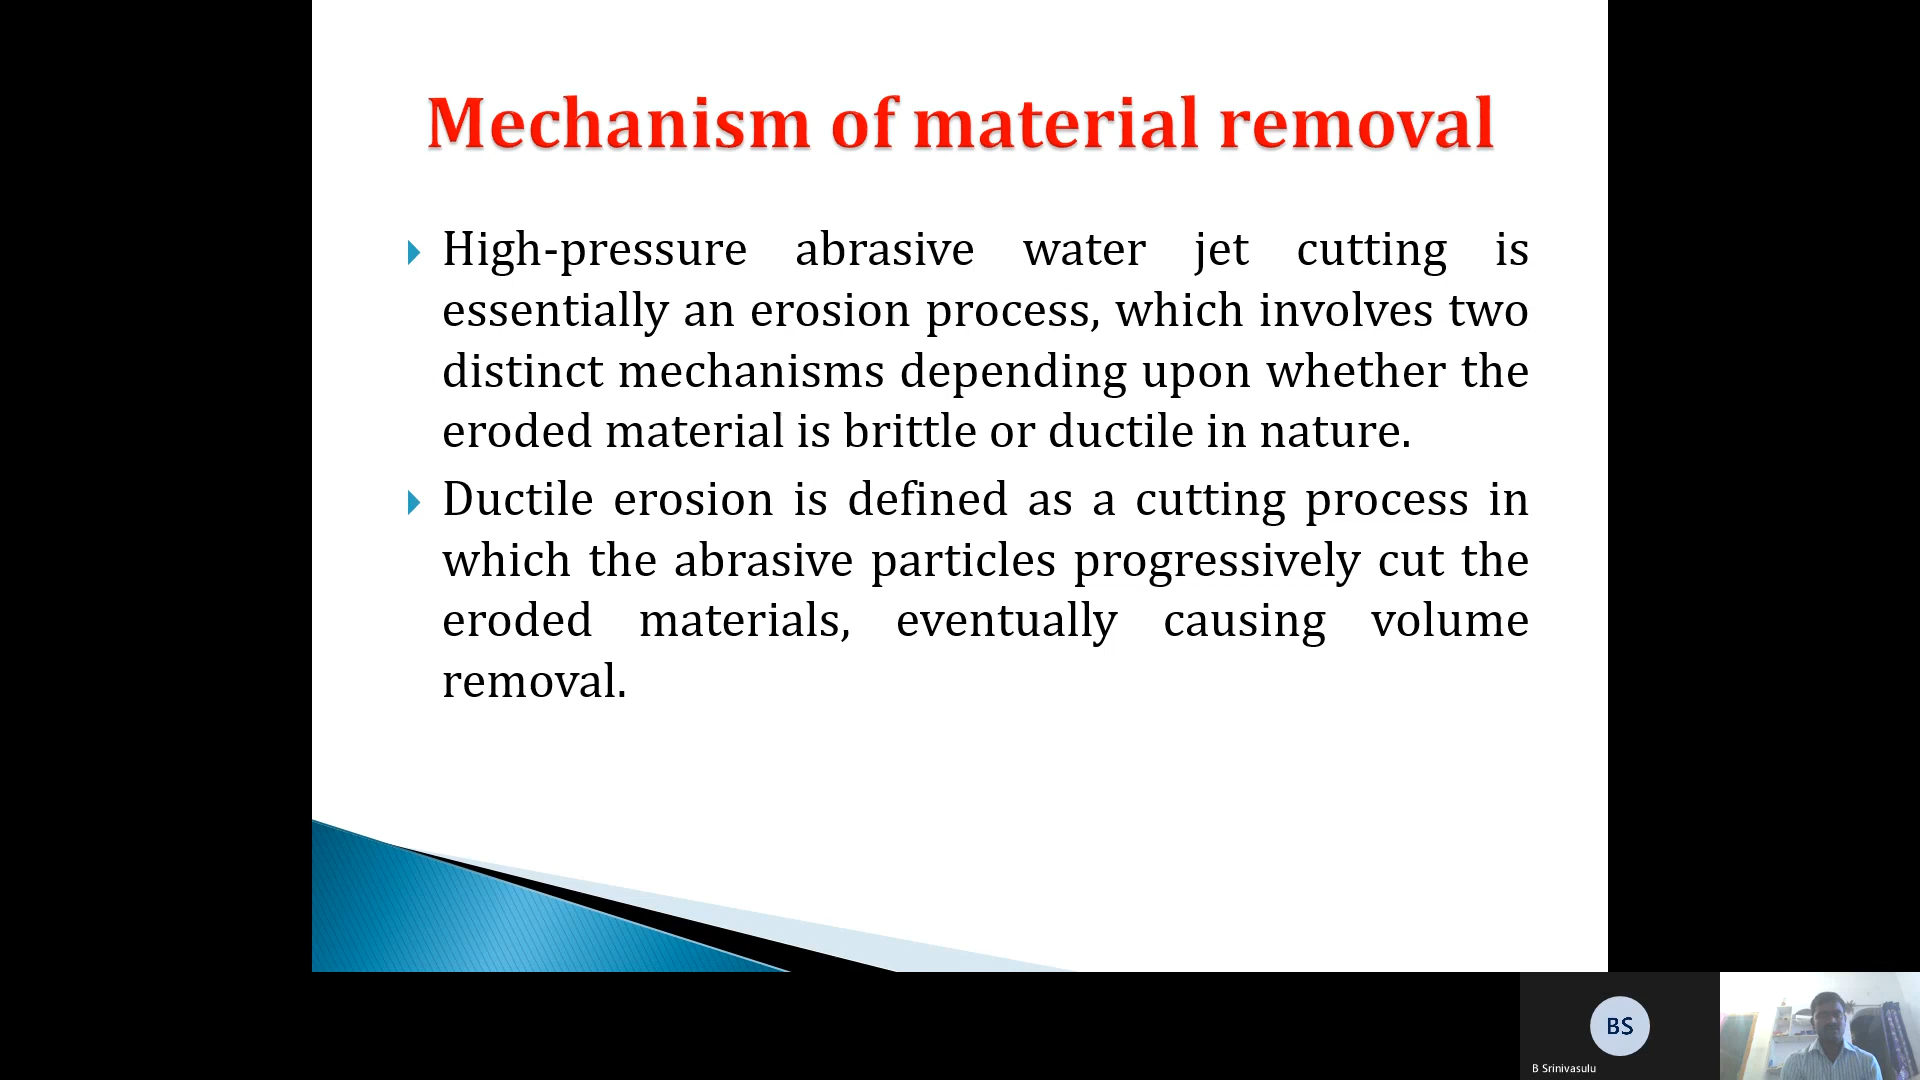 Mechanism of material removal
High-pressure abrasive water jet cutting is
essentially an erosion process, which involves two
distinct mechanisms depending upon whether the
eroded material is brittle or ductile in nature.
Ductile erosion is defined as a cutting process in
which the abrasive particles progressively cut the
eroded materials, eventually causing volume
removal.
BS
B Srinivasulu